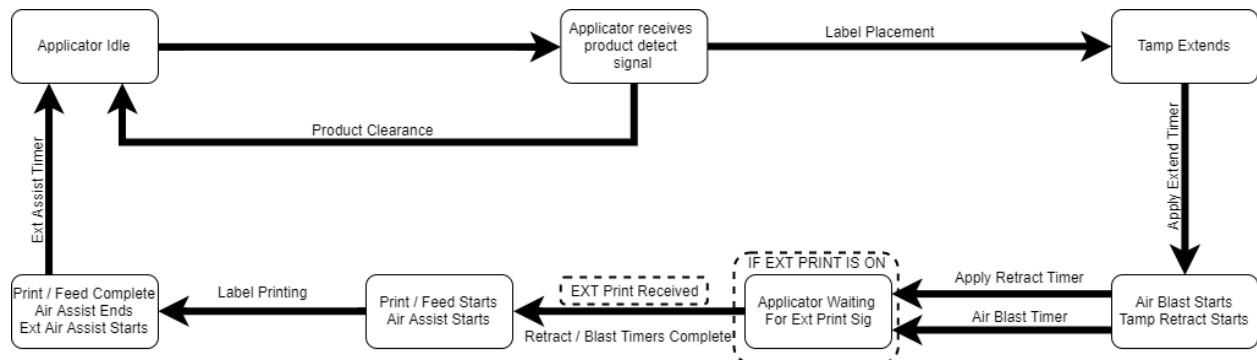 Applicator Idle
Applicator receives
product detect
signal
Label Placement
Tamp Extends
Product Clearance
Ext Assist Timer
Apply Extend Timer
IF EXT PRINT IS ON
Print / Feed Complete
Air Assist Ends
Ext Air Assist Starts
Label Printing
Print / Feed Starts
Air Assist Starts
EXT Print Received
Retract / Blast Timers Complete
Applicator Waiting
For Ext Print Sig
Apply Retract Timer
Air Blast Timer
Air Blast Starts
Tamp Retract Starts